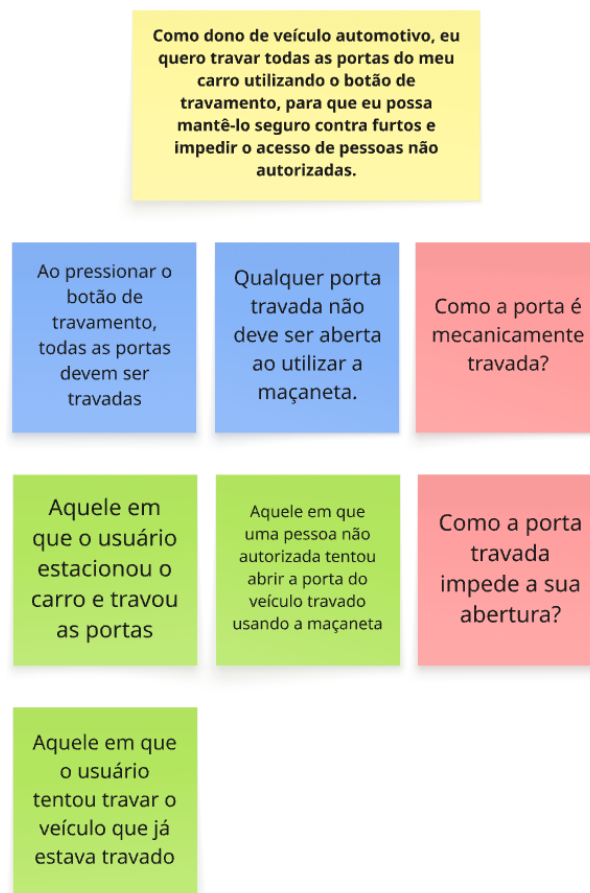 Como dono de veículo automotivo, eu
quero travar todas as portas do meu
carro utilizando o botão de
travamento, para que eu possa
mantê-lo seguro contra furtos e
impedir o acesso de pessoas não
autorizadas.
Ao pressionar o
botão de
travamento,
todas as portas
devem ser
travadas
Qualquer porta
travada não
deve ser aberta
ao utilizar a
maçaneta.
Como a porta é
mecanicamente
travada?
Aquele em
que o usuário
estacionou o
carro e travou
as portas
Aquele em que
uma pessoa não
autorizada tentou
abrir a porta do
veículo travado
usando a maçaneta
Como a porta
travada
impede a sua
abertura?
Aquele em que
o usuário
tentou travar o
veículo que já
estava travado